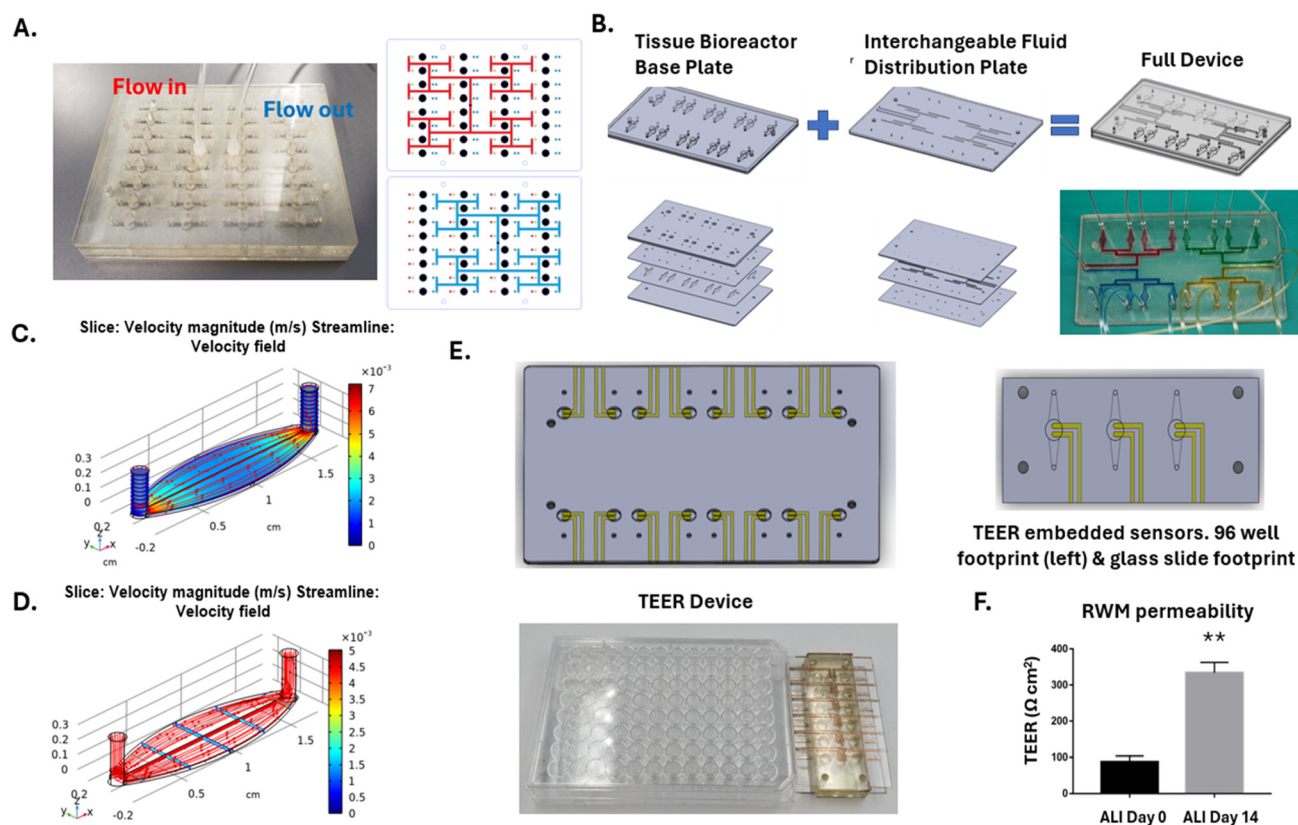 A.
Flow in
Flow out
B.
Tissue Bioreactor
Base Plate
Interchangeable Fluid
Distribution Plate
Full Device
C.
Slice: Velocity magnitude (m/s) Streamline:
Velocity field
×10⁻³
7
6
5
4
3
2
1
0
0.3
0.2
0.1
0
1.5
1
0.5
cm
0.2
-0.2
cm
z
y
x
D.
Slice: Velocity magnitude (m/s) Streamline:
Velocity field
×10⁻³
5
4.5
4
3.5
3
2.5
2
1.5
1
0.5
0
0.3
0.2
0.1
0
1.5
1
0.5
cm
0.2
-0.2
z
y
x
E.
TEER embedded sensors. 96 well
footprint (left) & glass slide footprint
TEER Device
F.
RWM permeability
**
TEER (Ω cm²)
400
300
200
100
0
ALI Day 0
ALI Day 14